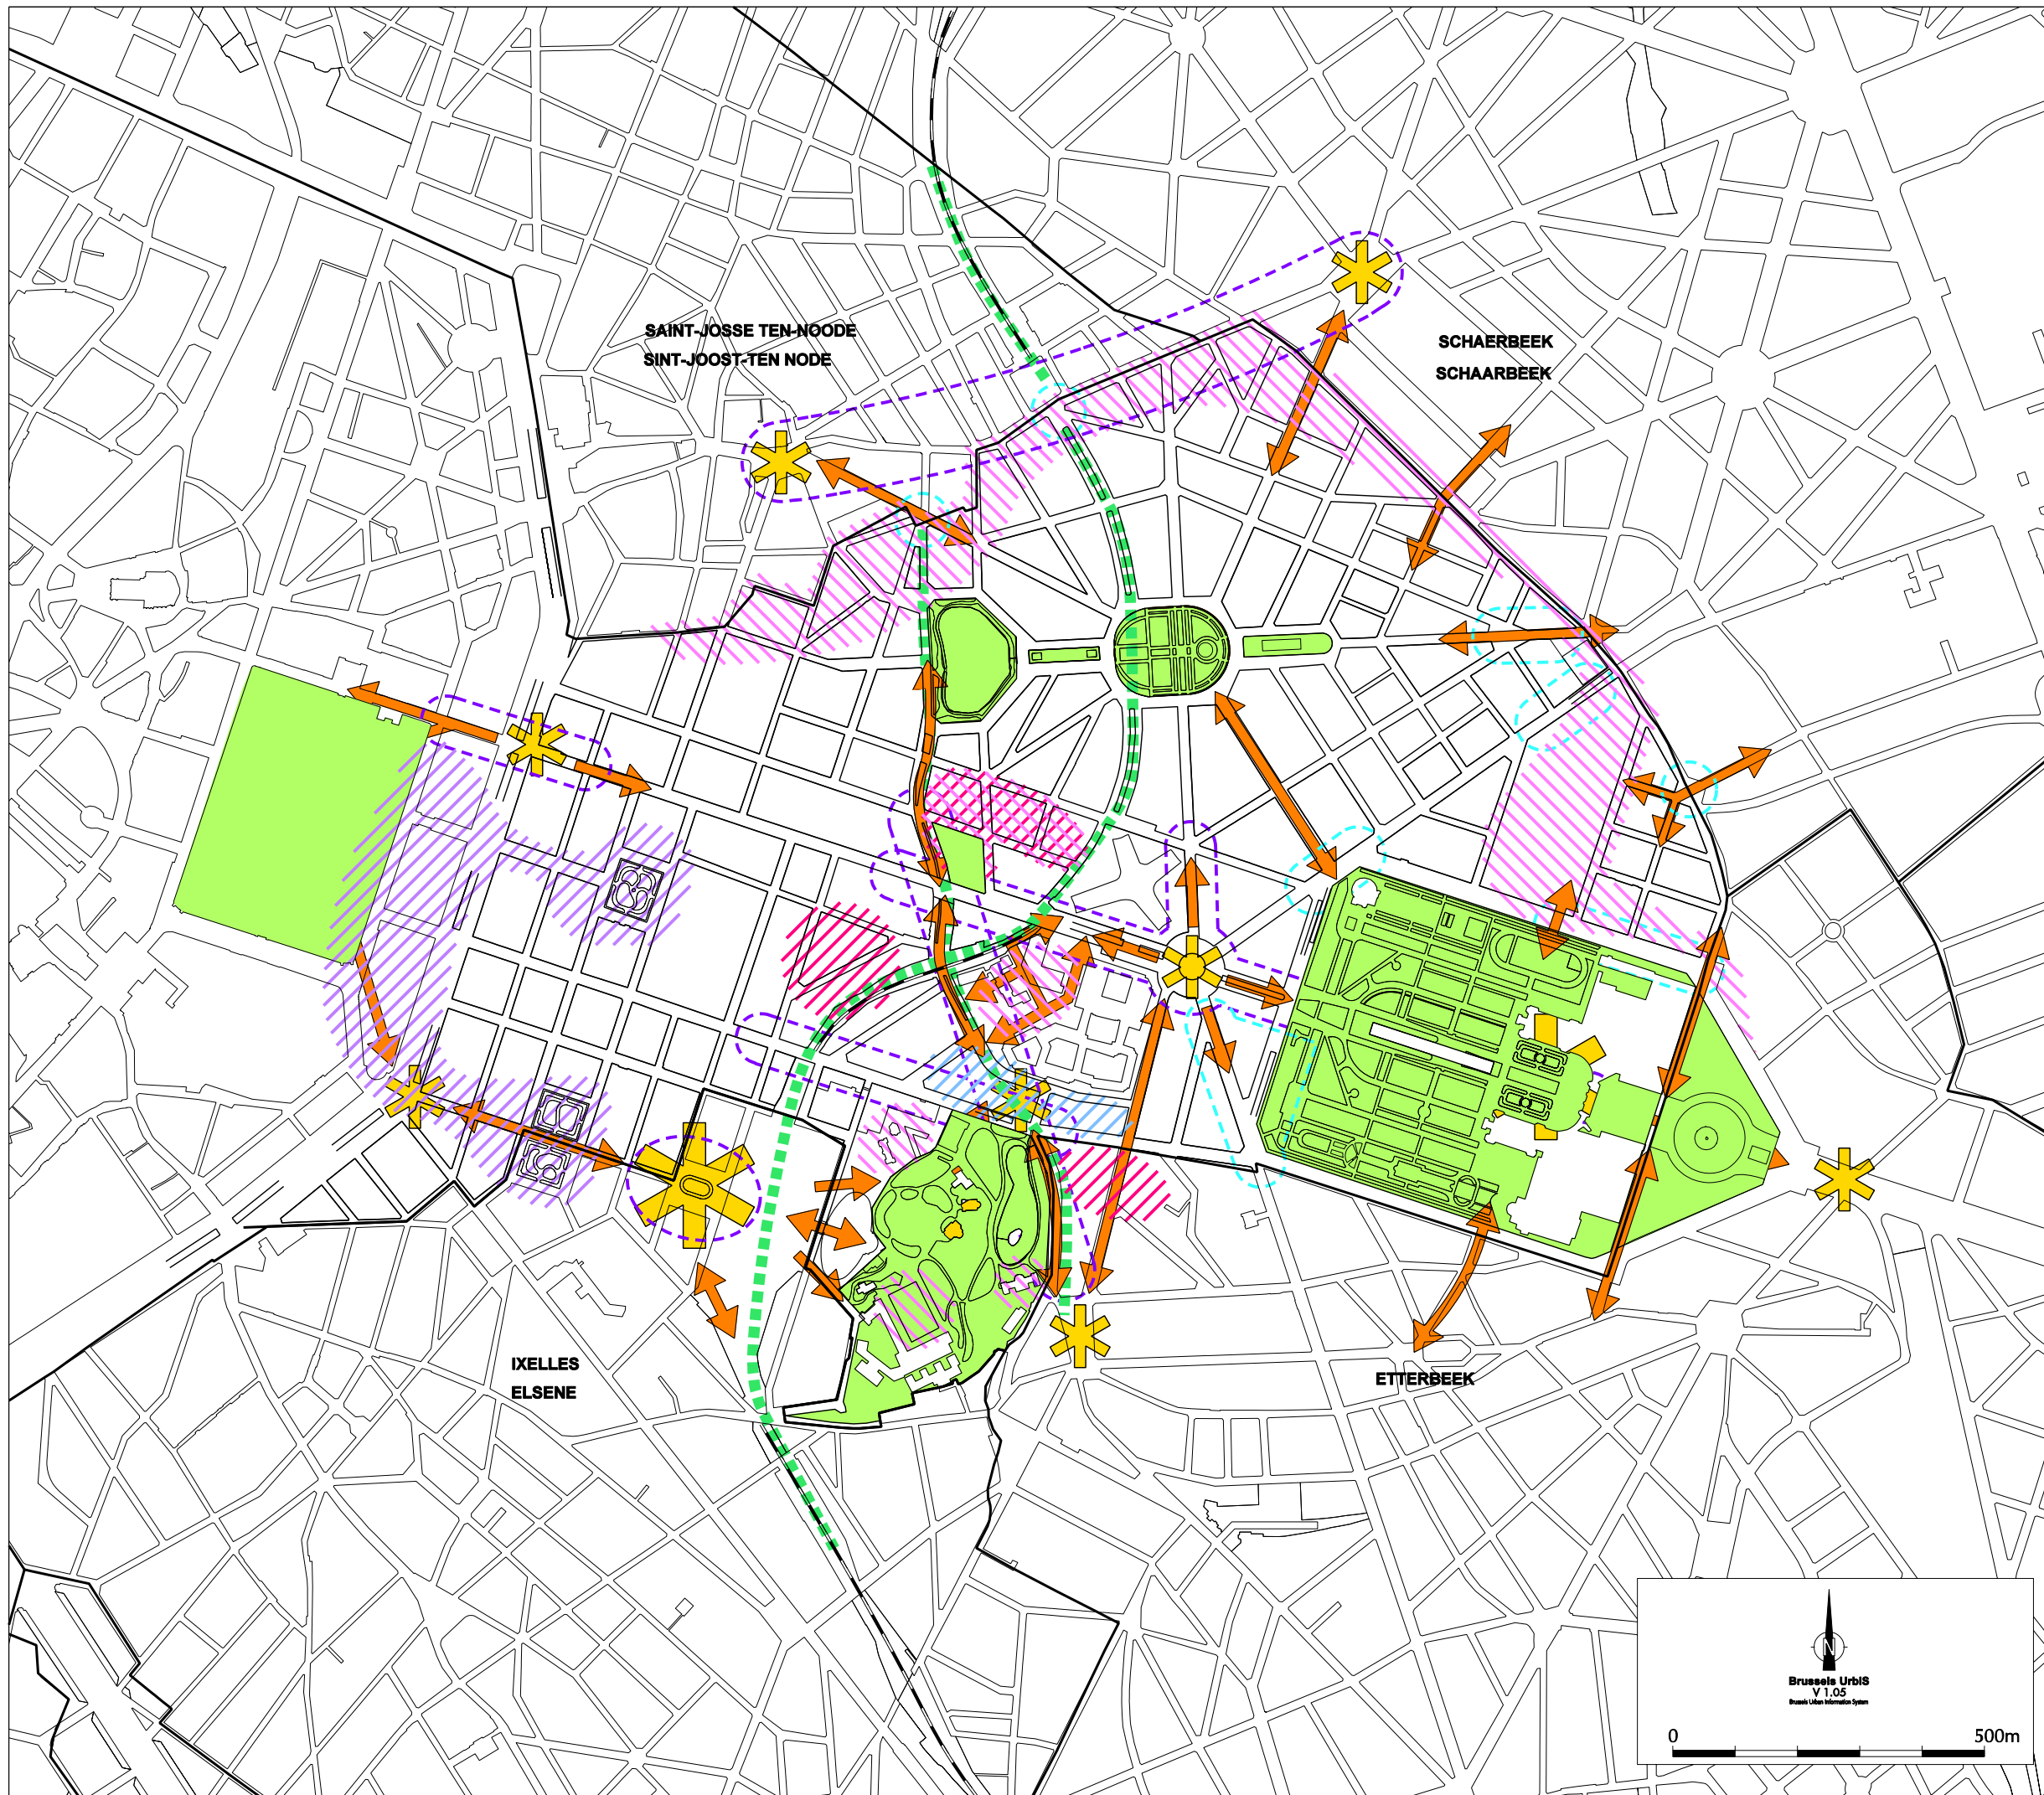 SAINT-JOSSE TEN-NOODE
SINT-JOOST-TEN NODE
SCHAERBEEK
SCHAARBEEK
IXELLES
ELSENE
ETTERBEEK
N
Brussels UrbIS
V 1.05
Brussels Urban Information System
0 500m